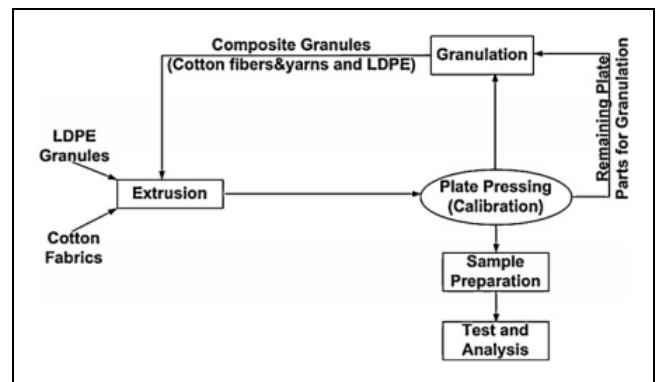 Composite Granules
(Cotton fibers&yarns and LDPE)
Granulation
Remaining Plate
Parts for Granulation
LDPE
Granules
Extrusion
Plate Pressing
(Calibration)
Cotton
Fabrics
Sample
Preparation
Test and
Analysis